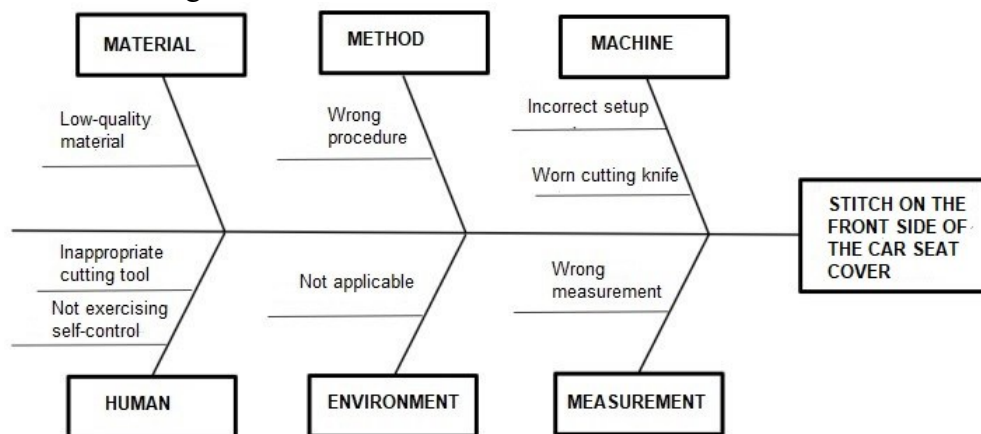 MATERIAL
METHOD
MACHINE
Low-quality
material
Wrong
procedure
Incorrect setup
Worn cutting knife
STITCH ON THE
FRONT SIDE OF
THE CAR SEAT
COVER
Inappropriate
cutting tool
Not exercising
self-control
Not applicable
Wrong
measurement
HUMAN
ENVIRONMENT
MEASUREMENT